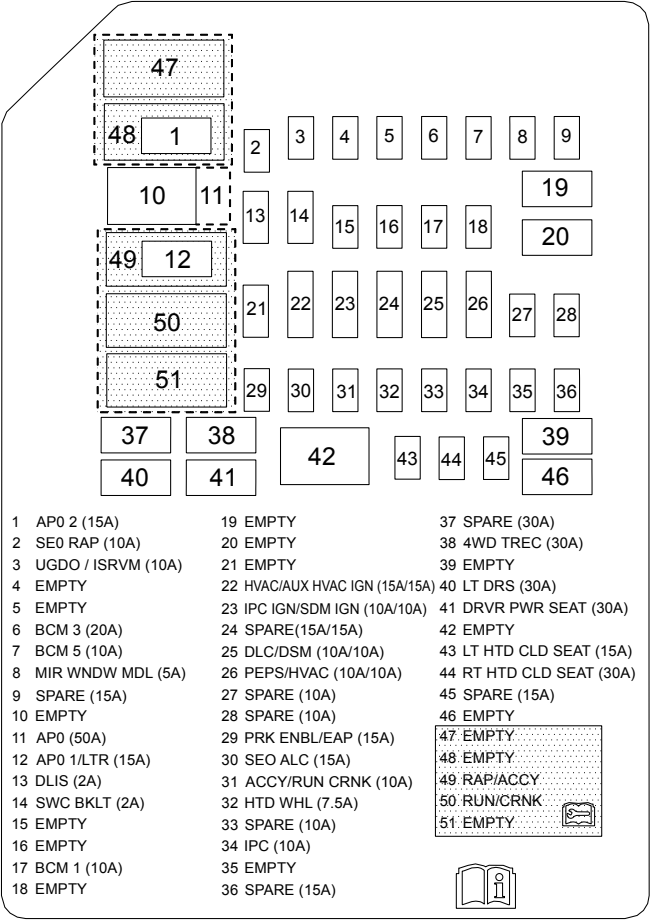 47
48 1
2 3 4 5 6 7 8 9
10 11
19
13 14 15 16 17 18
20
49 12
21 22 23 24 25 26 27 28
50
51
29 30 31 32 33 34 35 36
37 38 42 39
40 41 43 44 45 46
1 AP0 2 (15A)
2 SE0 RAP (10A)
3 UGDO / ISRVM (10A)
4 EMPTY
5 EMPTY
6 BCM 3 (20A)
7 BCM 5 (10A)
8 MIR WNDW MDL (5A)
9 SPARE (15A)
10 EMPTY
11 AP0 (50A)
12 AP0 1/LTR (15A)
13 DLIS (2A)
14 SWC BKLT (2A)
15 EMPTY
16 EMPTY
17 BCM 1 (10A)
18 EMPTY
19 EMPTY
20 EMPTY
21 EMPTY
22 HVAC/AUX HVAC IGN (15A/15A)
23 IPC IGN/SDM IGN (10A/10A)
24 SPARE(15A/15A)
25 DLC/DSM (10A/10A)
26 PEPS/HVAC (10A/10A)
27 SPARE (10A)
28 SPARE (10A)
29 PRK ENBL/EAP (15A)
30 SEO ALC (15A)
31 ACCY/RUN CRNK (10A)
32 HTD WHL (7.5A)
33 SPARE (10A)
34 IPC (10A)
35 EMPTY
36 SPARE (15A)
37 SPARE (30A)
38 4WD TREC (30A)
39 EMPTY
40 LT DRS (30A)
41 DRVR PWR SEAT (30A)
42 EMPTY
43 LT HTD CLD SEAT (15A)
44 RT HTD CLD SEAT (30A)
45 SPARE (15A)
46 EMPTY
47 EMPTY
48 EMPTY
49 RAP/ACCY
50 RUN/CRNK
51 EMPTY